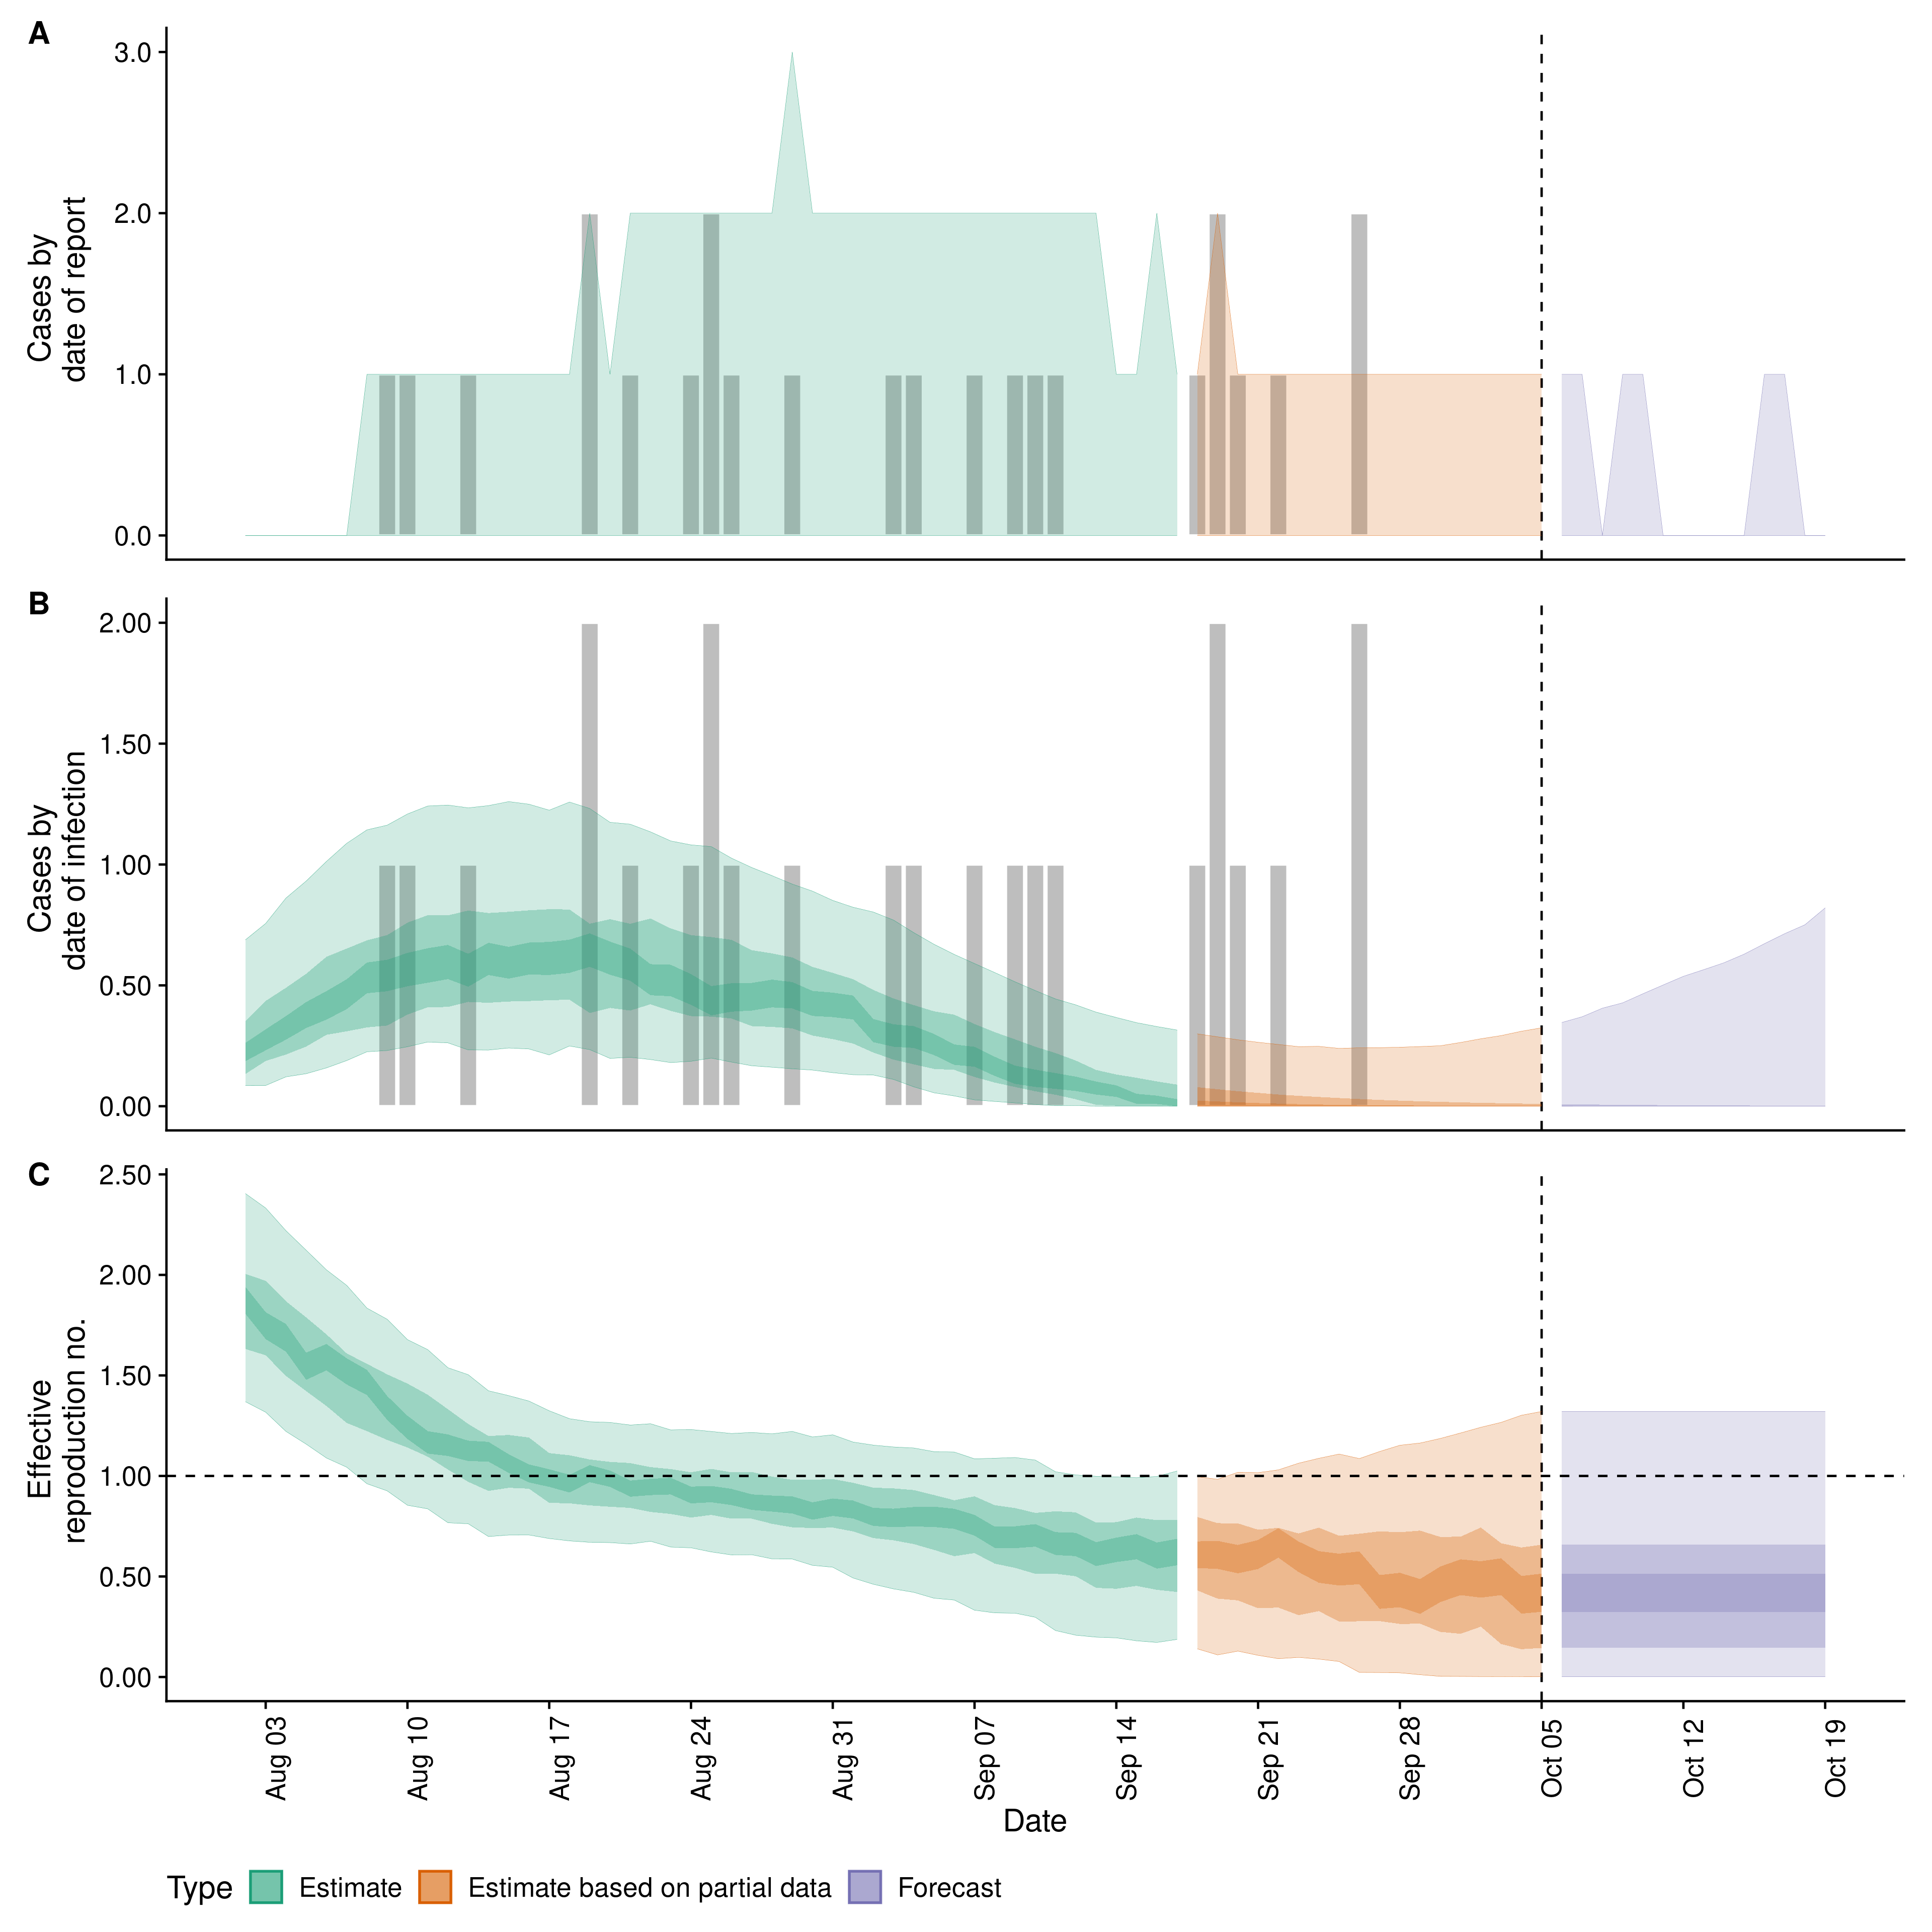 A
3.0
2.0
1.0
0.0
Cases by
date of report
B
2.00
1.50
1.00
0.50
0.00
Cases by
date of infection
C
2.50
2.00
1.50
1.00
0.50
0.00
Effective
reproduction no.
Aug 03
Aug 10
Aug 17
Aug 24
Aug 31
Sep 07
Sep 14
Sep 21
Sep 28
Oct 05
Oct 12
Oct 19
Date
Type Estimate Estimate based on partial data Forecast